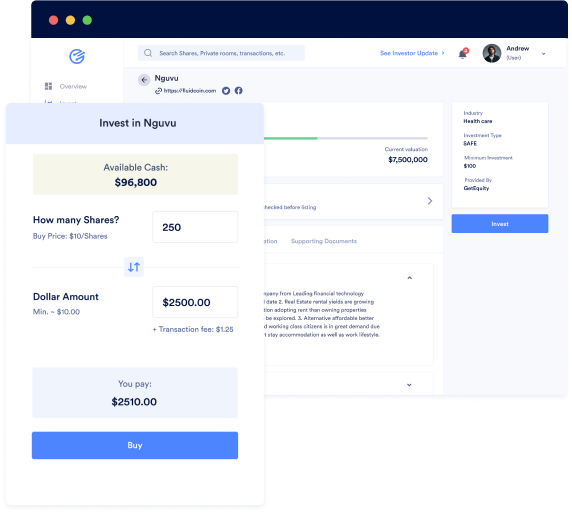 Search Shares, Private rooms, transactions, etc.
See Investor Update
Andrew
(User)
Overview
Nguvu
https://fluidcoin.com
Invest in Nguvu
Available Cash:
$96,800
How many Shares?
250
Buy Price: $10/Shares
Dollar Amount
$2500.00
Min. ~ $10.00
+ Transaction fee: $1.25
You pay:
$2510.00
Buy
Current valuation
$7,500,000
checked before listing
Supporting Documents
company from Leading financial technology
date 2. Real Estate rental yields are growing
adopting rent than owning properties
be explored. 3. Alternative affordable better
d working class citizens is in great demand due
t stay accommodation as well as work lifestyle.
Industry
Health care
Investment Type
SAFE
Minimum Investment
$100
Provided By
GetEquity
Invest